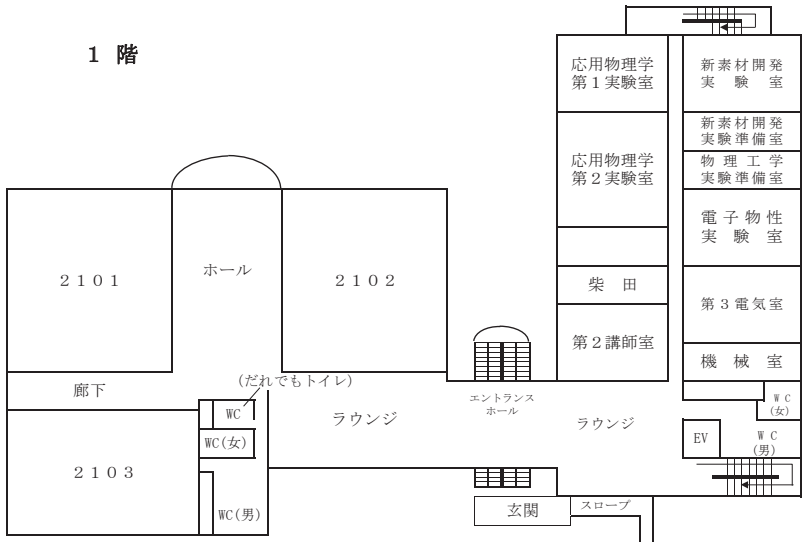 1 階
応用物理学
第1実験室
新素材開発
実験室
新素材開発
実験準備室
物理工学
実験準備室
応用物理学
第2実験室
電子物性
実験室
2101
ホール
2102
柴田
第3電気室
第2講師室
機械室
廊下
(だれでもトイレ)
WC
WC(女)
ラウンジ
エントランス
ホール
ラウンジ
WC
(女)
EV
WC
(男)
2103
WC(男)
玄関
スロープ